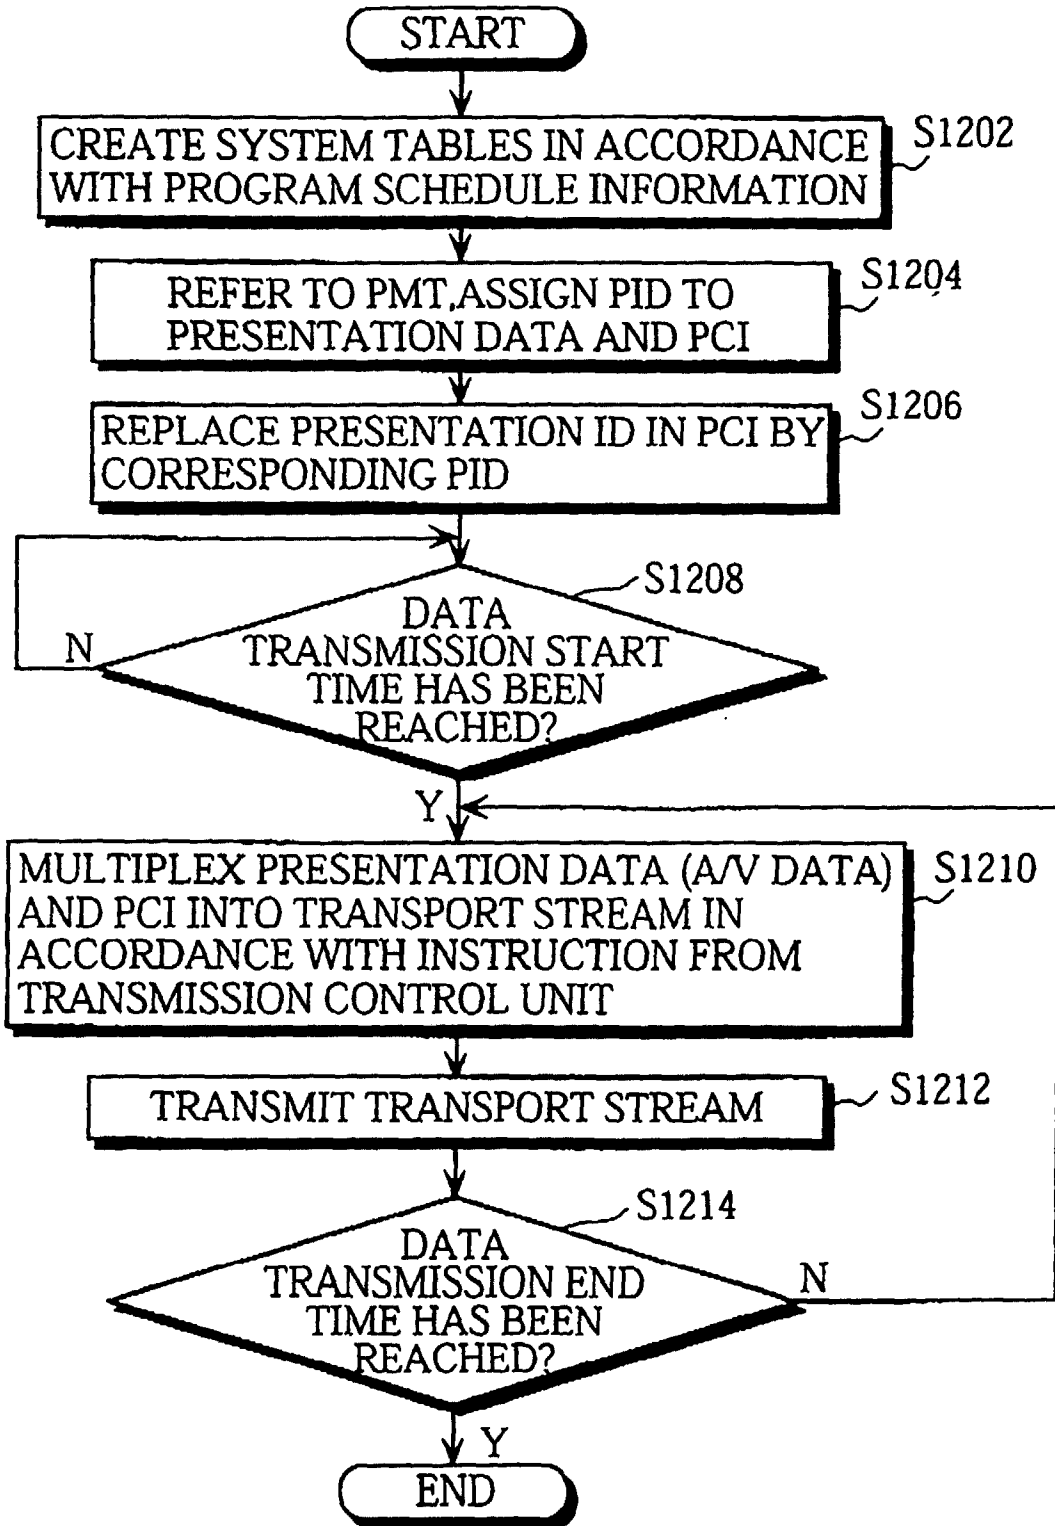 START
CREATE SYSTEM TABLES IN ACCORDANCE
WITH PROGRAM SCHEDULE INFORMATION
S1202
REFER TO PMT,ASSIGN PID TO
PRESENTATION DATA AND PCI
S1204
REPLACE PRESENTATION ID IN PCI BY
CORRESPONDING PID
S1206
S1208
DATA
TRANSMISSION START
TIME HAS BEEN
REACHED?
N
Y
MULTIPLEX PRESENTATION DATA (A/V DATA)
AND PCI INTO TRANSPORT STREAM IN
ACCORDANCE WITH INSTRUCTION FROM
TRANSMISSION CONTROL UNIT
S1210
TRANSMIT TRANSPORT STREAM
S1212
S1214
DATA
TRANSMISSION END
TIME HAS BEEN
REACHED?
N
Y
END